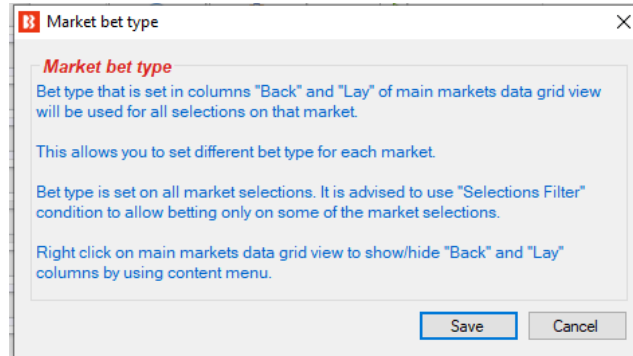 Market bet type
Market bet type
Bet type that is set in columns "Back" and "Lay" of main markets data grid view
will be used for all selections on that market.
This allows you to set different bet type for each market.
Bet type is set on all market selections. It is advised to use "Selections Filter"
condition to allow betting only on some of the market selections.
Right click on main markets data grid view to show/hide "Back" and "Lay"
columns by using content menu.
Save Cancel